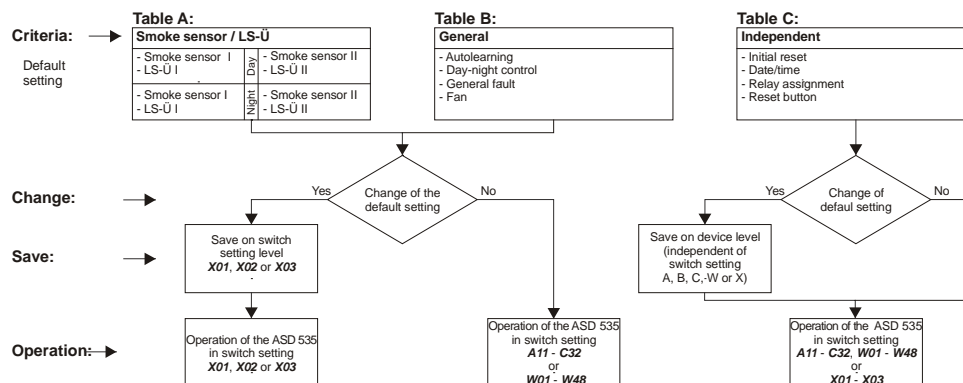 Table A:
Table B:
Table C:
Criteria:
Default
setting
Smoke sensor / LS-Ü
- Smoke sensor I
- LS-Ü I
Day
- Smoke sensor II
- LS-Ü II
- Smoke sensor I
- LS-Ü I
Night
- Smoke sensor II
- LS-Ü II
General
- Autolearning
- Day-night control
- General fault
- Fan
Independent
- Initial reset
- Date/time
- Relay assignment
- Reset button
Change:
Yes
Change of the
default setting
No
Yes
Change of
defaul setting
No
Save:
Save on switch
setting level
X01, X02 or X03
Save on device level
(independent of
switch setting
A, B, C,-W or X)
Operation:
Operation of the ASD 535
in switch setting
X01, X02 or X03
Operation of the ASD 535
in switch setting
A11 - C32
or
W01 - W48
Operation of the ASD 535
in switch setting
A11 - C32, W01 - W48
or
X01 - X03